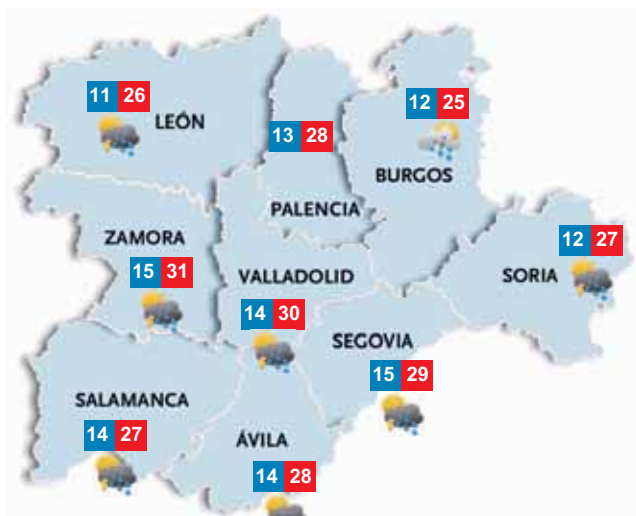 11 26
LEÓN
12 25
BURGOS
13 28
PALENCIA
ZAMORA
15 31
12 27
SORIA
VALLADOLID
14 30
SEGOVIA
15 29
SALAMANCA
14 27
ÁVILA
14 28